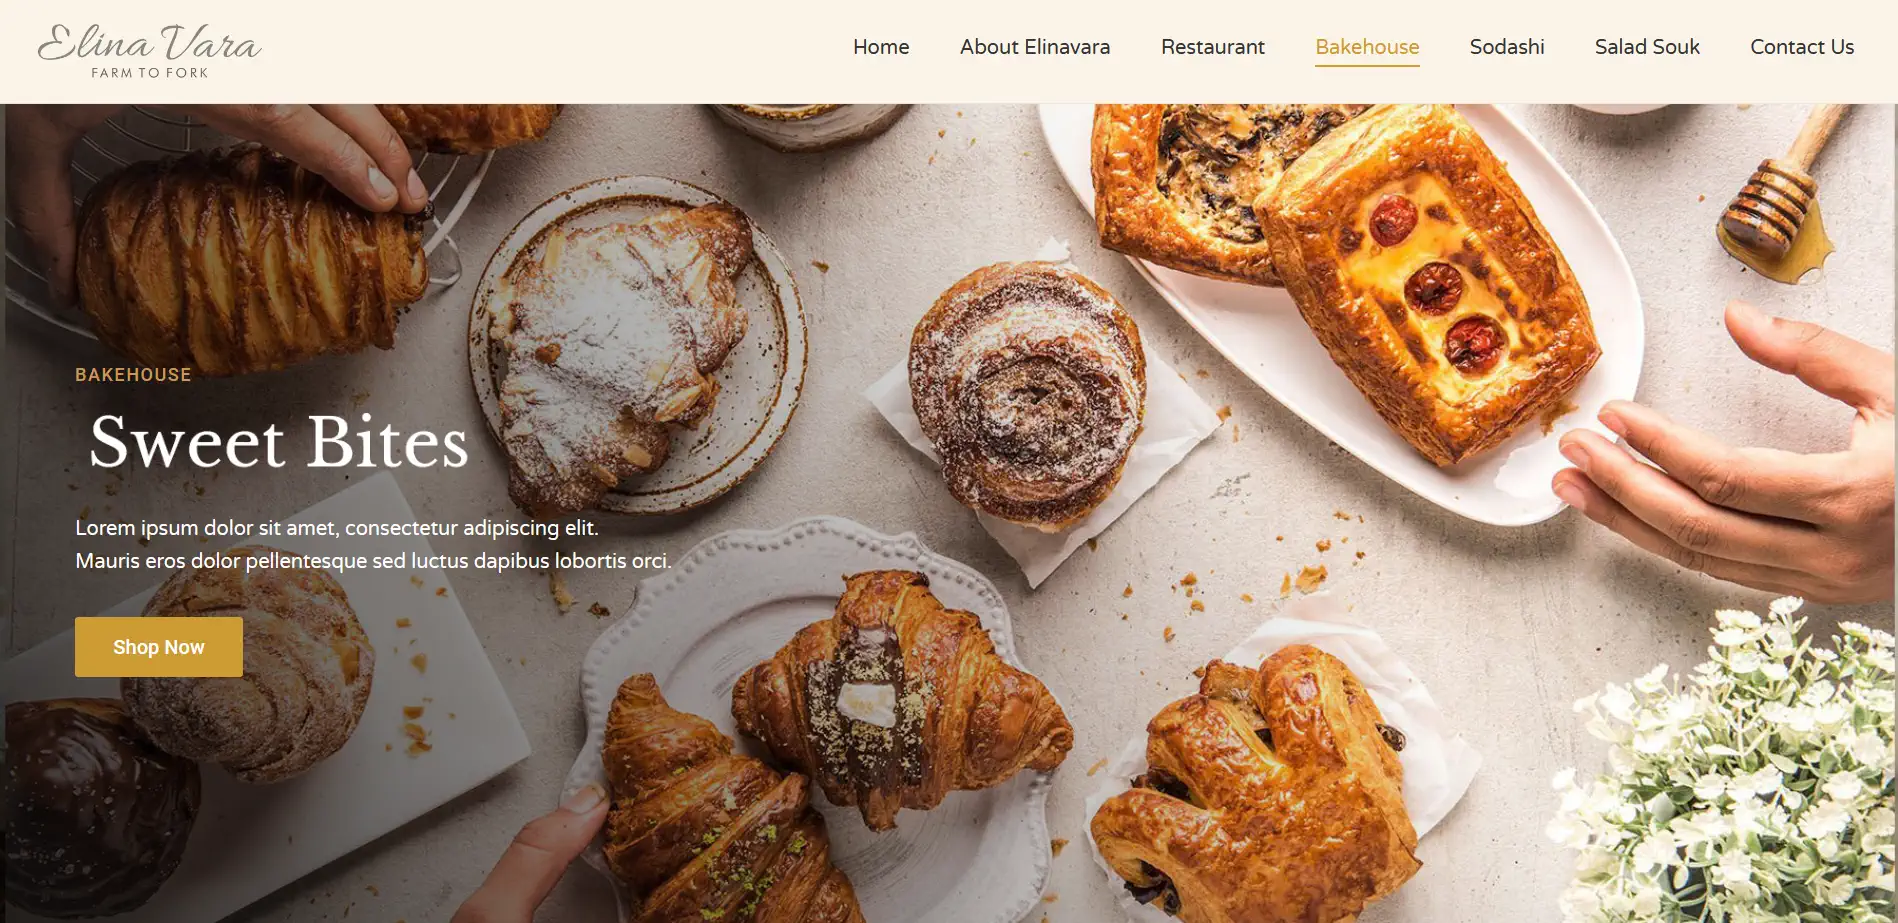 Elina Vara
FARM TO FORK
Home
About Elinavara
Restaurant
Bakehouse
Sodashi
Salad Souk
Contact Us
BAKEHOUSE
Sweet Bites
Lorem ipsum dolor sit amet, consectetur adipiscing elit.
Mauris eros dolor pellentesque sed luctus dapibus lobortis orci.
Shop Now